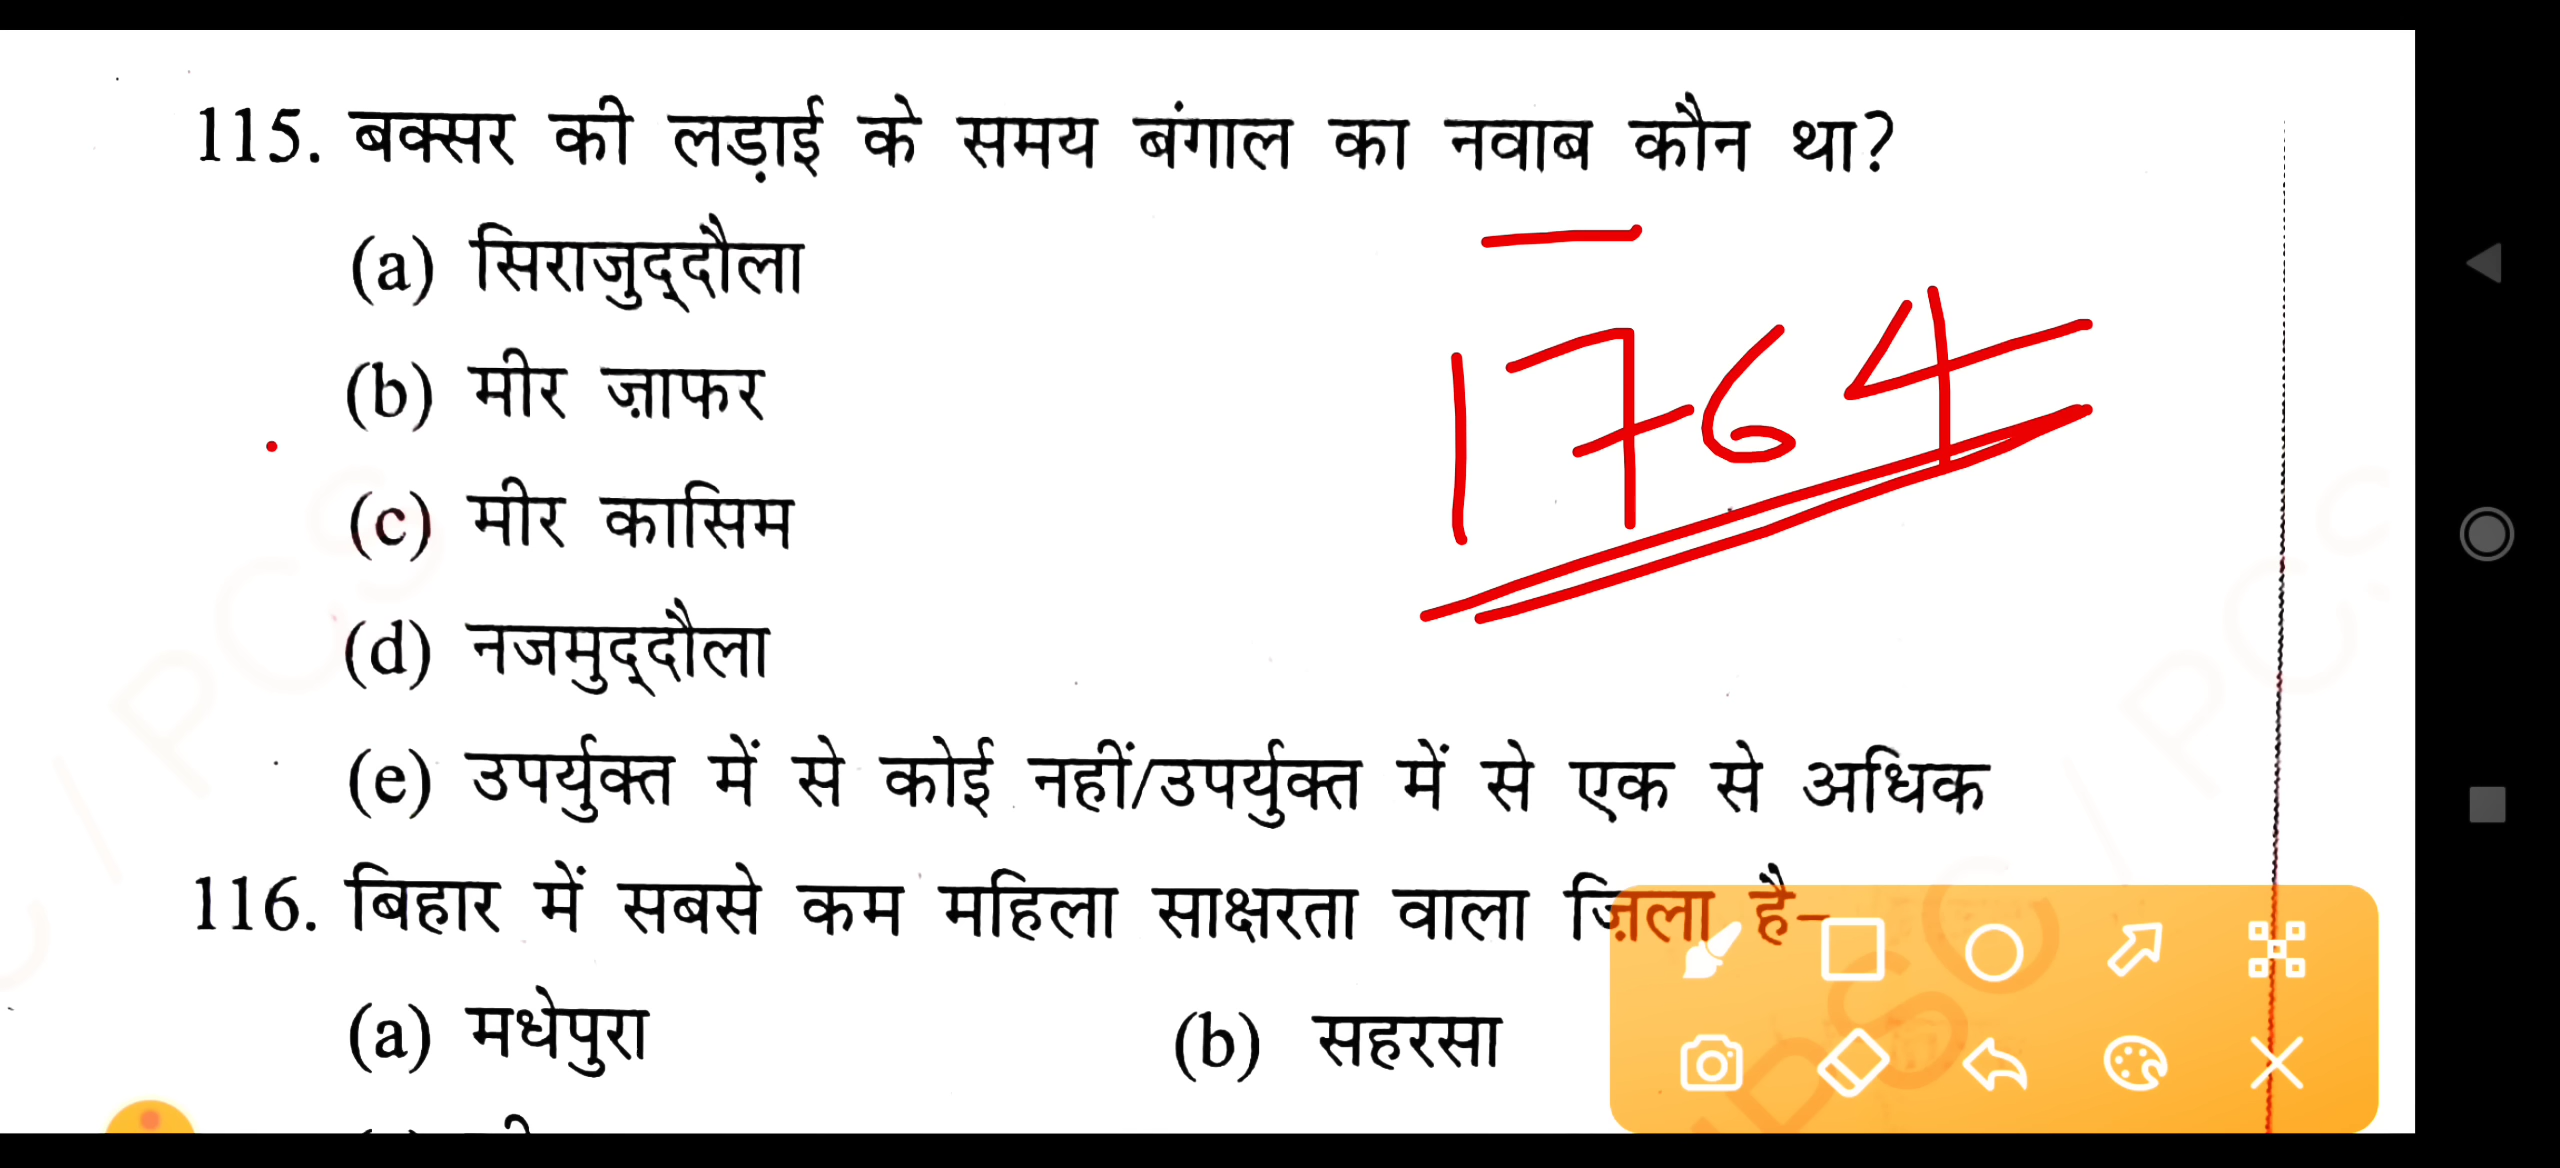 115. बक्सर की लड़ाई के समय बंगाल का नवाब कौन था?
(a) सिराजुद्दौला
(b) मीर ज़ाफर
1764
(c) मीर कासिम
(d) नजमुद्दौला
(e) उपर्युक्त में से कोई नहीं/उपर्युक्त में से एक से अधिक
116. बिहार में सबसे कम महिला साक्षरता वाला ज़िला है–
(a) मधेपुरा (b) सहरसा